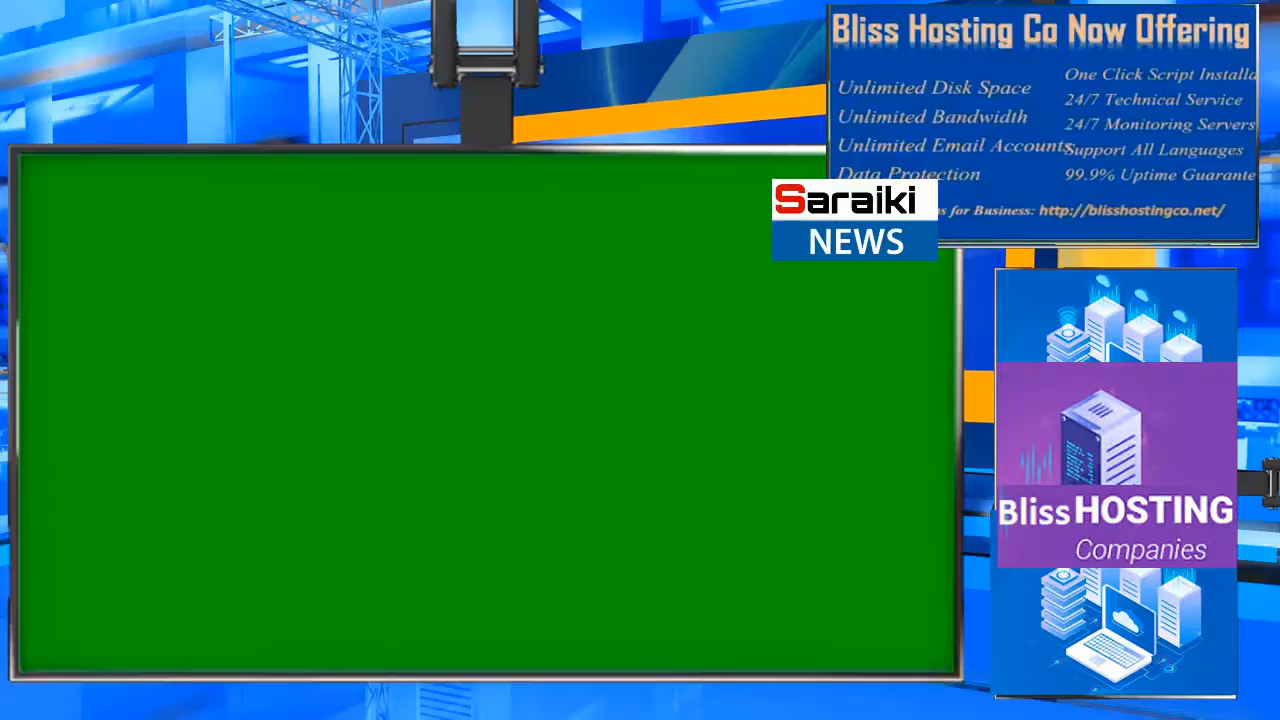 Bliss Hosting Co Now Offering
Unlimited Disk Space
Unlimited Bandwidth
Unlimited Email Accounts
Data Protection
One Click Script Installa
24/7 Technical Service
24/7 Monitoring Servers
Support All Languages
99.9% Uptime Guarante
s for Business: http://blisshostingco.net/
Saraiki
NEWS
Bliss HOSTING
Companies